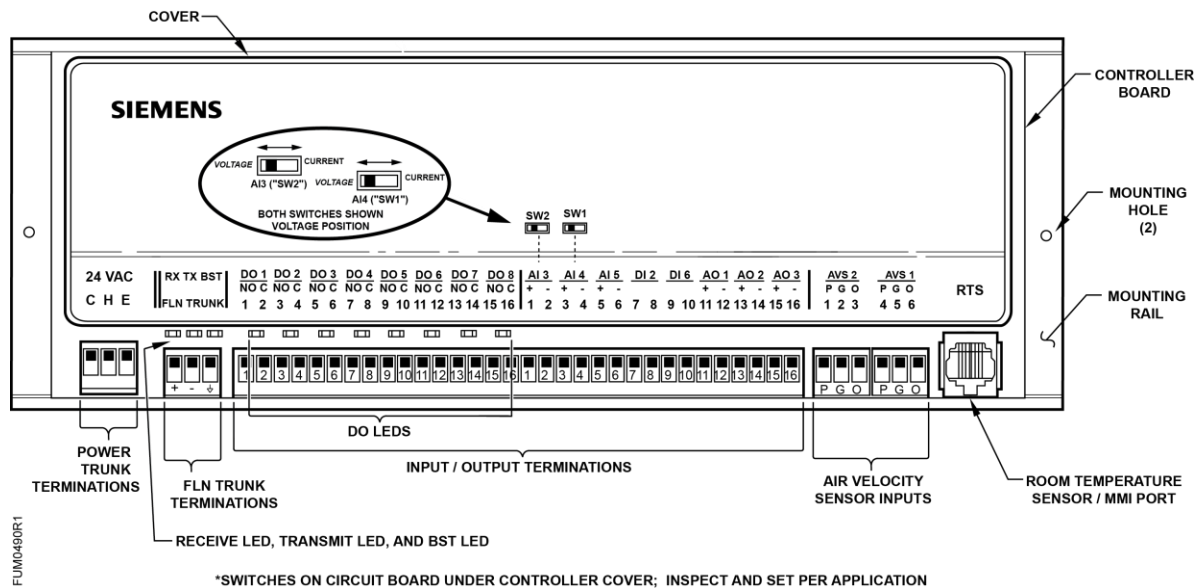 COVER
CONTROLLER
BOARD
SIEMENS
VOLTAGE CURRENT
AI3 ("SW2")
VOLTAGE CURRENT
AI4 ("SW1")
BOTH SWITCHES SHOWN
VOLTAGE POSITION
SW2 SW1
MOUNTING
HOLE
(2)
24 VAC
C H E
RX TX BST
FLN TRUNK
DO 1 DO 2 DO 3 DO 4 DO 5 DO 6 DO 7 DO 8
NO C NO C NO C NO C NO C NO C NO C NO C
1 2 3 4 5 6 7 8 9 10 11 12 13 14 15 16
AI 3 AI 4 AI 5 DI 2 DI 6 AO 1 AO 2 AO 3
+ - + - + - + - + - + -
1 2 3 4 5 6 7 8 9 10 11 12 13 14 15 16
AVS 2 AVS 1
P G O P G O
1 2 3 4 5 6
RTS
MOUNTING
RAIL
+ - ⏚
1 2 3 4 5 6 7 8 9 10 11 12 13 14 15 16 1 2 3 4 5 6 7 8 9 10 11 12 13 14 15 16
P G O P G O
DO LEDS
POWER
TRUNK
TERMINATIONS
FLN TRUNK
TERMINATIONS
INPUT / OUTPUT TERMINATIONS
AIR VELOCITY
SENSOR INPUTS
ROOM TEMPERATURE
SENSOR / MMI PORT
RECEIVE LED, TRANSMIT LED, AND BST LED
FUM0490R1
*SWITCHES ON CIRCUIT BOARD UNDER CONTROLLER COVER; INSPECT AND SET PER APPLICATION